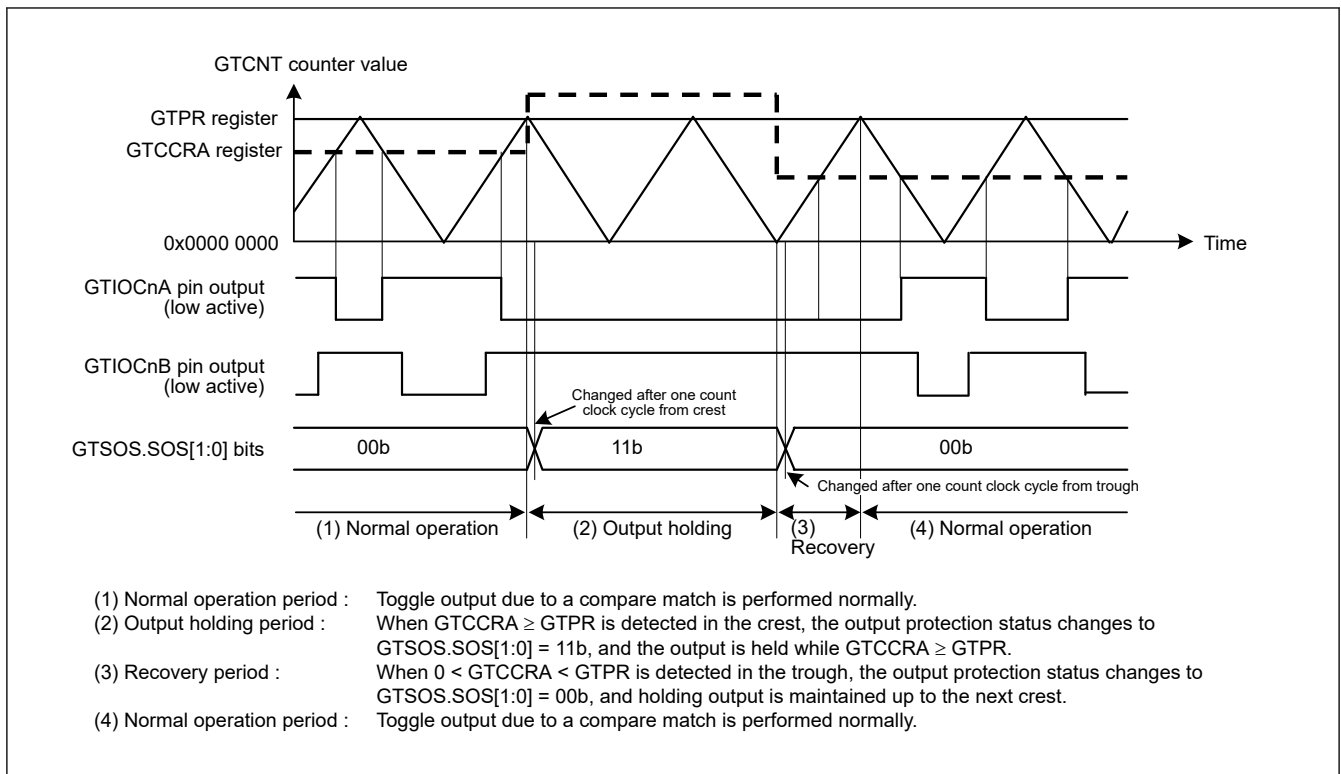 GTCNT counter value
GTPR register
GTCCRA register
0x0000 0000
Time
GTIOCnA pin output
(low active)
GTIOCnB pin output
(low active)
Changed after one count
clock cycle from crest
GTSOS.SOS[1:0] bits
00b
11b
00b
Changed after one count clock cycle from trough
(1) Normal operation
(2) Output holding
(3)
Recovery
(4) Normal operation
(1) Normal operation period : Toggle output due to a compare match is performed normally.
(2) Output holding period : When GTCCRA ≥ GTPR is detected in the crest, the output protection status changes to
GTSOS.SOS[1:0] = 11b, and the output is held while GTCCRA ≥ GTPR.
(3) Recovery period : When 0 < GTCCRA < GTPR is detected in the trough, the output protection status changes to
GTSOS.SOS[1:0] = 00b, and holding output is maintained up to the next crest.
(4) Normal operation period : Toggle output due to a compare match is performed normally.